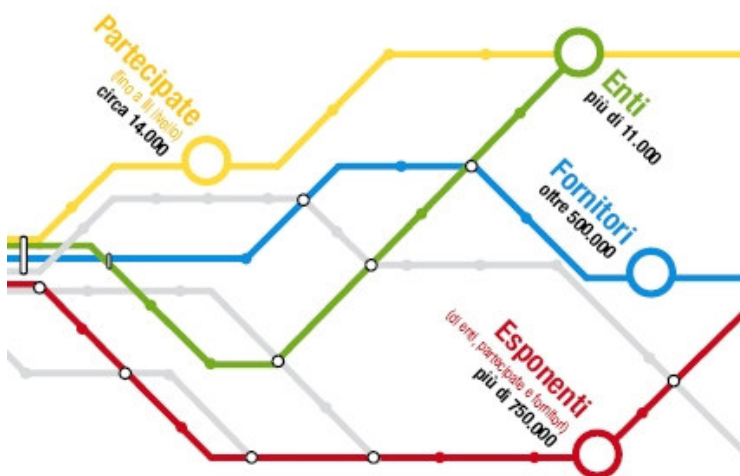 Partecipate
(fino a III livello)
circa 14.000
Enti
più di 11.000
Fornitori
oltre 500.000
Esponenti
(di enti, partecipate e fornitori)
più di 750.000